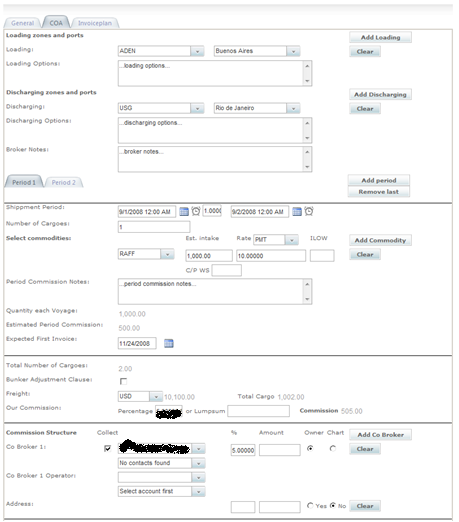 General COA Invoiceplan
Loading zones and ports Add Loading
Loading: ADEN Buenos Aires Clear
Loading Options: ...loading options...
Discharging zones and ports Add Discharging
Discharging: USG Rio de Janeiro Clear
Discharging Options: ...discharging options...
Broker Notes: ...broker notes...
Period 1 Period 2 Add period
Remove last
Shippment Period: 9/1/2008 12:00 AM 1.0000 9/2/2008 12:00 AM
Number of Cargoes: 1
Select commodities: Est. intake Rate PMT ILOW Add Commodity
RAFF 1,000.00 10.00000 Clear
C/P WS
Period Commission Notes: ...period commission notes...
Quantity each Voyage: 1,000.00
Estimated Period Commission: 500.00
Expected First Invoice: 11/24/2008
Total Number of Cargoes: 2.00
Bunker Adjustment Clause:
Freight: USD 10,100.00 Total Cargo 1,002.00
Our Commission: Percentage or Lumpsum Commission 505.00
Commission Structure Collect % Amount Owner Chart Add Co Broker
Co Broker 1: 5.00000 Clear
No contacts found
Co Broker 1 Operator:
Select account first
Address: Yes No Clear